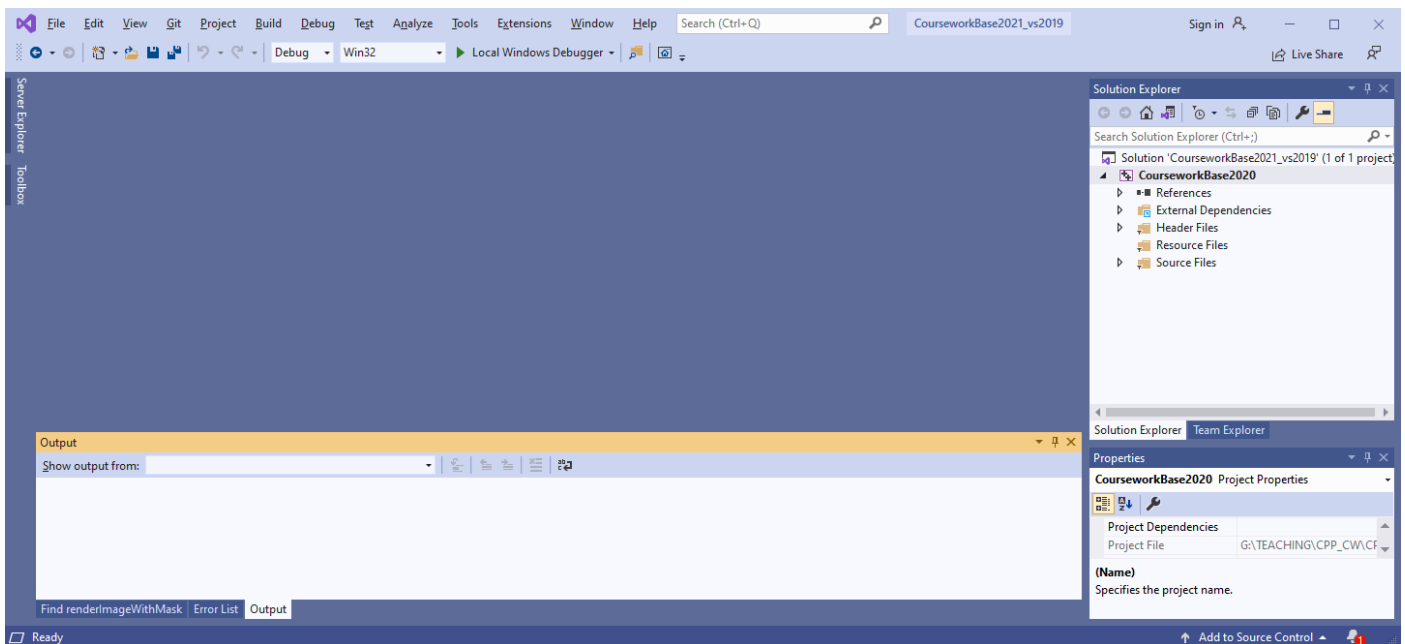 File Edit View Git Project Build Debug Test Analyze Tools Extensions Window Help Search (Ctrl+Q) CourseworkBase2021_vs2019 Sign in
Debug Win32 Local Windows Debugger Live Share
Server Explorer
Toolbox
Solution Explorer
Search Solution Explorer (Ctrl+;)
Solution 'CourseworkBase2021_vs2019' (1 of 1 project)
CourseworkBase2020
References
External Dependencies
Header Files
Resource Files
Source Files
Solution Explorer Team Explorer
Output
Show output from:
Find renderImageWithMask Error List Output
Properties
CourseworkBase2020 Project Properties
Project Dependencies
Project File G:\TEACHING\CPP_CW\CF
(Name)
Specifies the project name.
Ready Add to Source Control 1